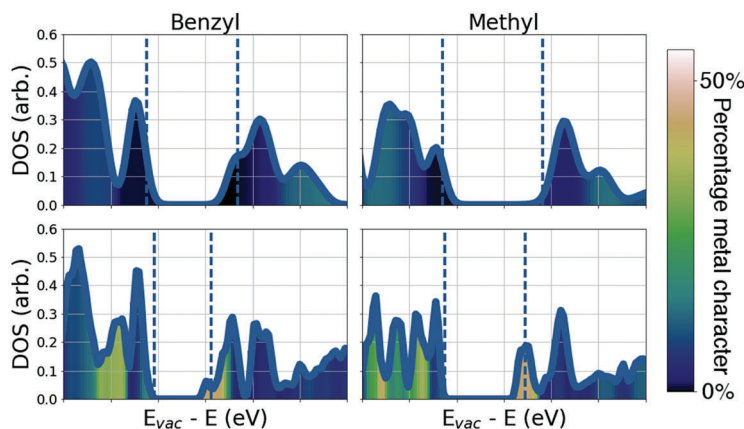 Benzyl
Methyl
DOS (arb.)
0.6
0.5
0.4
0.3
0.2
0.1
0.0
DOS (arb.)
0.6
0.5
0.4
0.3
0.2
0.1
0.0
E_vac - E (eV)
E_vac - E (eV)
50%
Percentage metal character
0%